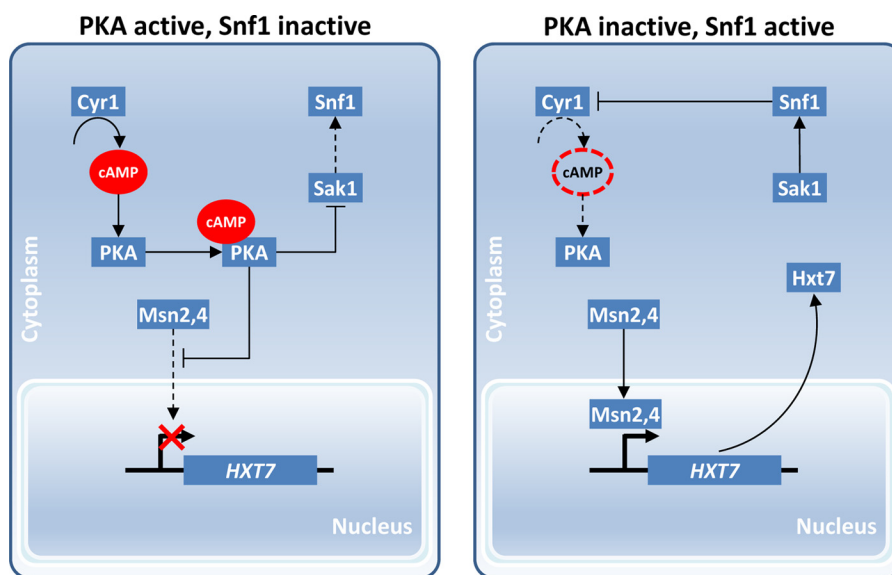 PKA active, Snf1 inactive
Cyr1
Snf1
cAMP
Sak1
cAMP
PKA
PKA
Msn2,4
Cytoplasm
HXT7
Nucleus
PKA inactive, Snf1 active
Cyr1
Snf1
cAMP
Sak1
PKA
Hxt7
Cytoplasm
Msn2,4
Msn2,4
HXT7
Nucleus